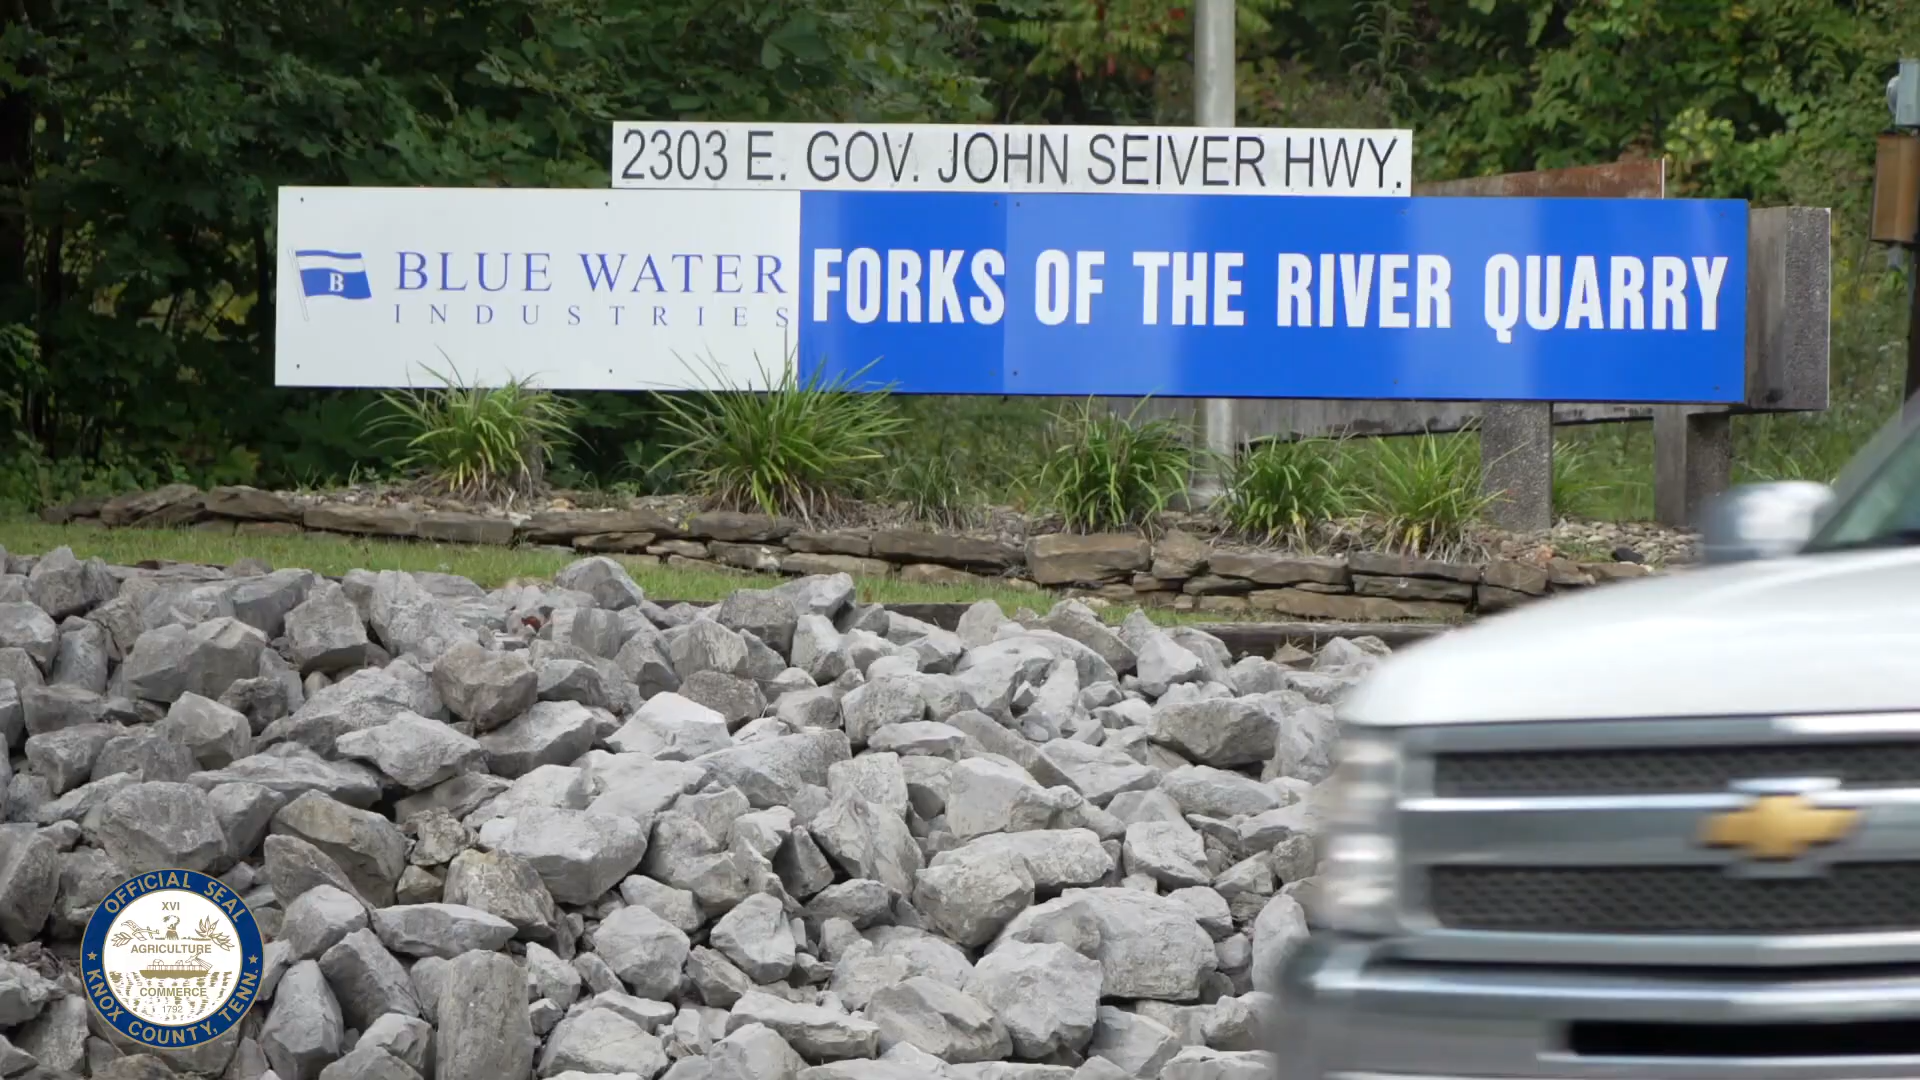 2303 E. GOV. JOHN SEIVER HWY.
B
BLUE WATER
INDUSTRIES
FORKS OF THE RIVER QUARRY
OFFICIAL SEAL
XVI
AGRICULTURE
COMMERCE
1792
KNOX COUNTY, TENN.